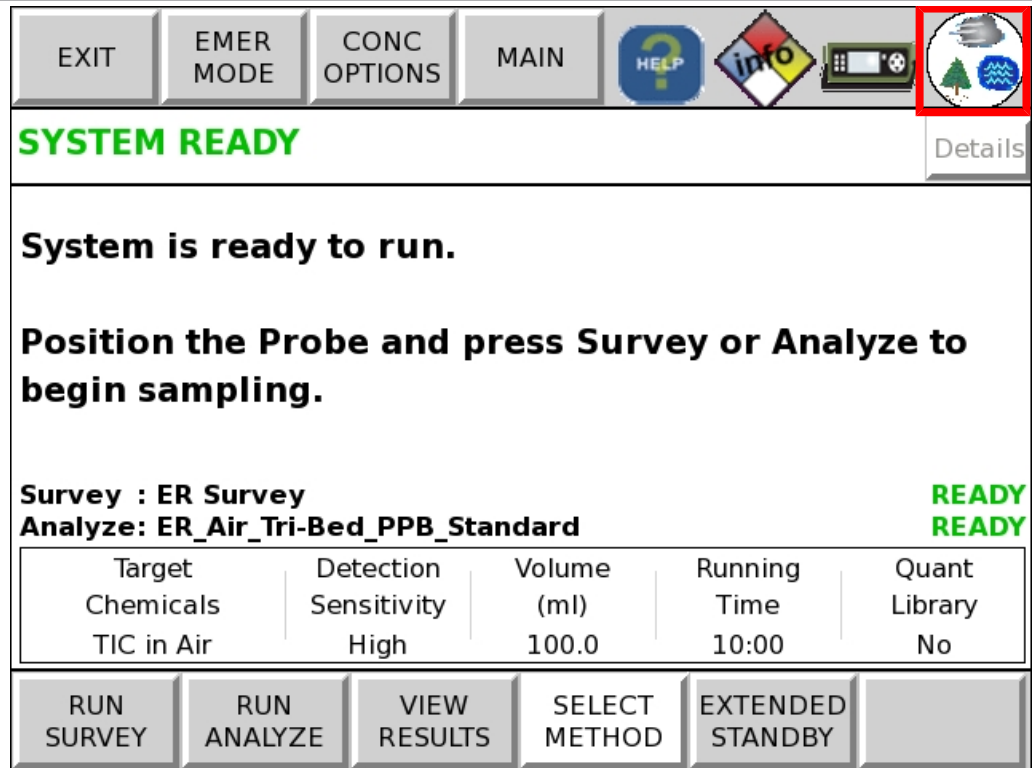 EXIT
EMER
MODE
CONC
OPTIONS
MAIN
HELP
info
SYSTEM READY
Details
System is ready to run.
Position the Probe and press Survey or Analyze to
begin sampling.
Survey : ER Survey READY
Analyze: ER_Air_Tri-Bed_PPB_Standard READY
Target Detection Volume Running Quant
Chemicals Sensitivity (ml) Time Library
TIC in Air High 100.0 10:00 No
RUN
SURVEY
RUN
ANALYZE
VIEW
RESULTS
SELECT
METHOD
EXTENDED
STANDBY